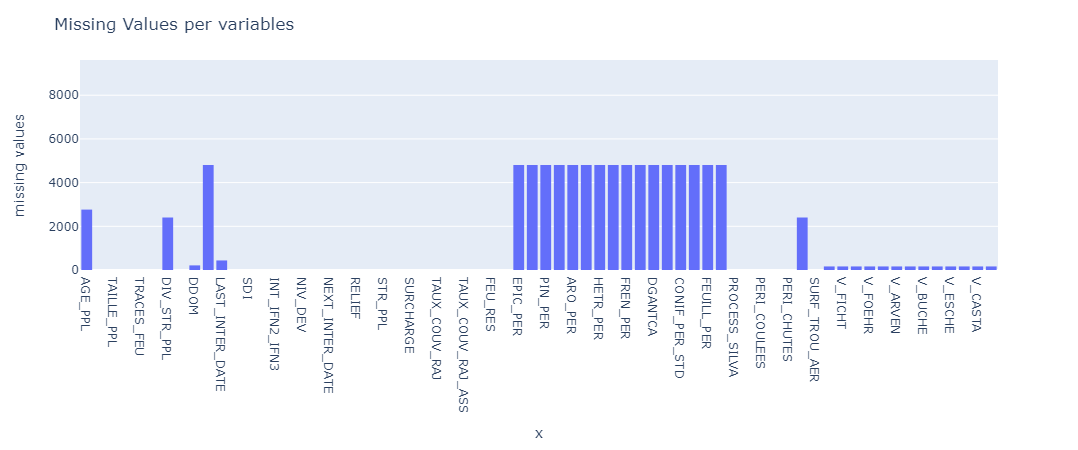 Missing Values per variables
missing values
8000
6000
4000
2000
0
AGE_PPL
TAILLE_PPL
TRACES_FEU
DIV_STR_PPL
DDOM
LAST_INTER_DATE
SDI
INT_IFN2_IFN3
NIV_DEV
NEXT_INTER_DATE
RELIEF
STR_PPL
SURCHARGE
TAUX_COUV_RAJ
TAUX_COUV_RAJ_ASS
FEU_RES
EPIC_PER
PIN_PER
ARO_PER
HETR_PER
FREN_PER
DGANTCA
CONIF_PER_STD
FEUILL_PER
PROCESS_SILVA
PERI_COULEES
PERI_CHUTES
SURF_TROU_AER
V_FICHT
V_FOEHR
V_ARVEN
V_BUCHE
V_ESCHE
V_CASTA
x